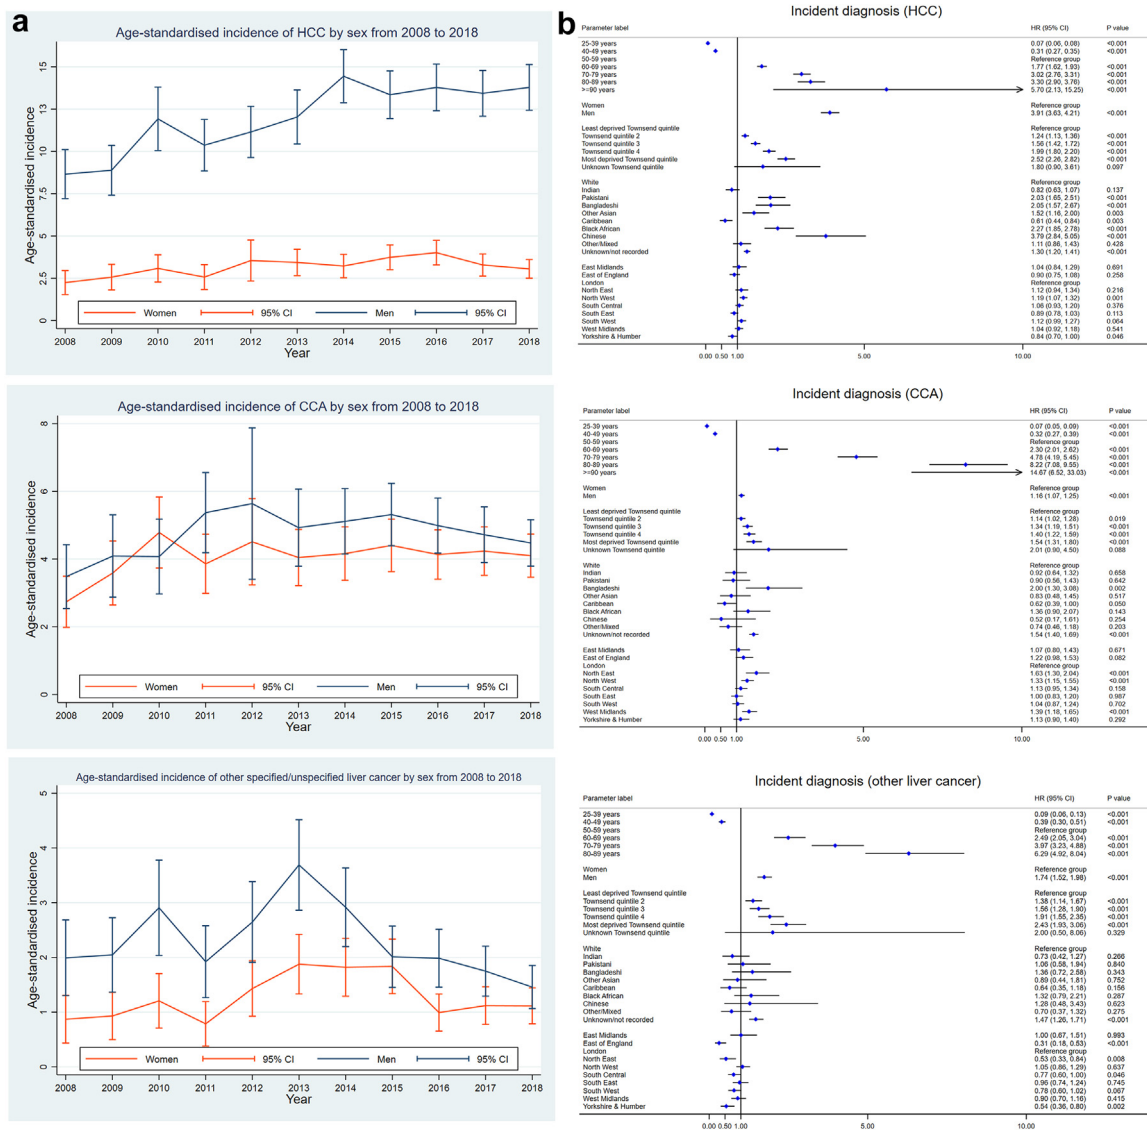 a
Age-standardised incidence of HCC by sex from 2008 to 2018
Age-standardised incidence
15
13
10
7.5
5
2.5
0
Women 95% CI Men 95% CI
2008 2009 2010 2011 2012 2013 2014 2015 2016 2017 2018
Year
Age-standardised incidence of CCA by sex from 2008 to 2018
Age-standardised incidence
8
6
4
2
0
Women 95% CI Men 95% CI
2008 2009 2010 2011 2012 2013 2014 2015 2016 2017 2018
Year
Age-standardised incidence of other specified/unspecified liver cancer by sex from 2008 to 2018
Age-standardised incidence
5
4
3
2
1
0
Women 95% CI Men 95% CI
2008 2009 2010 2011 2012 2013 2014 2015 2016 2017 2018
Year
b
Incident diagnosis (HCC)
Parameter label HR (95% CI) P value
25-39 years 0.07 (0.06, 0.08) <0.001
40-49 years 0.31 (0.27, 0.35) <0.001
50-59 years Reference group
60-69 years 1.77 (1.62, 1.93) <0.001
70-79 years 3.02 (2.76, 3.31) <0.001
80-89 years 3.30 (2.90, 3.76) <0.001
>=90 years 5.70 (2.13, 15.25) <0.001
Women Reference group
Men 3.91 (3.63, 4.21) <0.001
Least deprived Townsend quintile Reference group
Townsend quintile 2 1.24 (1.13, 1.36) <0.001
Townsend quintile 3 1.56 (1.42, 1.72) <0.001
Townsend quintile 4 1.99 (1.80, 2.20) <0.001
Most deprived Townsend quintile 2.52 (2.26, 2.82) <0.001
Unknown Townsend quintile 1.80 (0.90, 3.61) 0.097
White Reference group
Indian 0.82 (0.63, 1.07) 0.137
Pakistani 2.03 (1.65, 2.51) <0.001
Bangladeshi 2.05 (1.57, 2.67) <0.001
Other Asian 1.52 (1.16, 2.00) 0.003
Caribbean 0.61 (0.44, 0.84) 0.003
Black African 2.27 (1.85, 2.78) <0.001
Chinese 3.79 (2.84, 5.05) <0.001
Other/Mixed 1.11 (0.86, 1.43) 0.428
Unknown/not recorded 1.30 (1.20, 1.41) <0.001
East Midlands 1.04 (0.84, 1.29) 0.691
East of England 0.90 (0.75, 1.08) 0.258
London Reference group
North East 1.12 (0.94, 1.34) 0.216
North West 1.19 (1.07, 1.32) 0.001
South Central 1.06 (0.93, 1.20) 0.376
South East 0.89 (0.78, 1.03) 0.113
South West 1.12 (0.99, 1.27) 0.064
West Midlands 1.04 (0.92, 1.18) 0.541
Yorkshire & Humber 0.84 (0.70, 1.00) 0.046
0.00 0.50 1.00 5.00 10.00
Incident diagnosis (CCA)
Parameter label HR (95% CI) P value
25-39 years 0.07 (0.05, 0.09) <0.001
40-49 years 0.32 (0.27, 0.39) <0.001
50-59 years Reference group
60-69 years 2.30 (2.01, 2.62) <0.001
70-79 years 4.78 (4.19, 5.45) <0.001
80-89 years 8.22 (7.08, 9.55) <0.001
>=90 years 14.67 (6.52, 33.03) <0.001
Women Reference group
Men 1.16 (1.07, 1.25) <0.001
Least deprived Townsend quintile Reference group
Townsend quintile 2 1.14 (1.02, 1.28) 0.019
Townsend quintile 3 1.34 (1.19, 1.51) <0.001
Townsend quintile 4 1.40 (1.22, 1.59) <0.001
Most deprived Townsend quintile 1.54 (1.31, 1.80) <0.001
Unknown Townsend quintile 2.01 (0.90, 4.50) 0.088
White Reference group
Indian 0.92 (0.64, 1.32) 0.658
Pakistani 0.90 (0.56, 1.43) 0.642
Bangladeshi 2.00 (1.30, 3.08) 0.002
Other Asian 0.83 (0.48, 1.45) 0.517
Caribbean 0.62 (0.39, 1.00) 0.050
Black African 1.36 (0.90, 2.07) 0.143
Chinese 0.52 (0.17, 1.61) 0.254
Other/Mixed 0.74 (0.46, 1.18) 0.203
Unknown/not recorded 1.54 (1.40, 1.69) <0.001
East Midlands 1.07 (0.80, 1.43) 0.671
East of England 1.22 (0.98, 1.53) 0.082
London Reference group
North East 1.63 (1.30, 2.04) <0.001
North West 1.33 (1.15, 1.55) <0.001
South Central 1.13 (0.95, 1.34) 0.158
South East 1.00 (0.83, 1.20) 0.987
South West 1.04 (0.87, 1.24) 0.702
West Midlands 1.39 (1.18, 1.65) <0.001
Yorkshire & Humber 1.13 (0.90, 1.40) 0.292
0.00 0.50 1.00 5.00 10.00
Incident diagnosis (other liver cancer)
Parameter label HR (95% CI) P value
25-39 years 0.09 (0.06, 0.13) <0.001
40-49 years 0.39 (0.30, 0.51) <0.001
50-59 years Reference group
60-69 years 2.49 (2.05, 3.04) <0.001
70-79 years 3.97 (3.23, 4.88) <0.001
80-89 years 6.29 (4.92, 8.04) <0.001
Women Reference group
Men 1.74 (1.52, 1.98) <0.001
Least deprived Townsend quintile Reference group
Townsend quintile 2 1.38 (1.14, 1.67) <0.001
Townsend quintile 3 1.56 (1.28, 1.90) <0.001
Townsend quintile 4 1.91 (1.55, 2.35) <0.001
Most deprived Townsend quintile 2.43 (1.93, 3.06) <0.001
Unknown Townsend quintile 2.00 (0.50, 8.06) 0.329
White Reference group
Indian 0.73 (0.42, 1.27) 0.266
Pakistani 1.06 (0.58, 1.94) 0.840
Bangladeshi 1.36 (0.72, 2.58) 0.343
Other Asian 0.89 (0.44, 1.81) 0.752
Caribbean 0.64 (0.35, 1.18) 0.156
Black African 1.32 (0.79, 2.21) 0.287
Chinese 1.28 (0.48, 3.43) 0.623
Other/Mixed 0.70 (0.37, 1.32) 0.275
Unknown/not recorded 1.47 (1.26, 1.71) <0.001
East Midlands 1.00 (0.67, 1.51) 0.993
East of England 0.31 (0.18, 0.53) <0.001
London Reference group
North East 0.53 (0.33, 0.84) 0.008
North West 1.05 (0.86, 1.29) 0.637
South Central 0.77 (0.60, 1.00) 0.046
South East 0.96 (0.74, 1.24) 0.745
South West 0.78 (0.60, 1.02) 0.067
West Midlands 0.90 (0.70, 1.16) 0.415
Yorkshire & Humber 0.54 (0.36, 0.80) 0.002
0.00 0.50 1.00 5.00 10.00